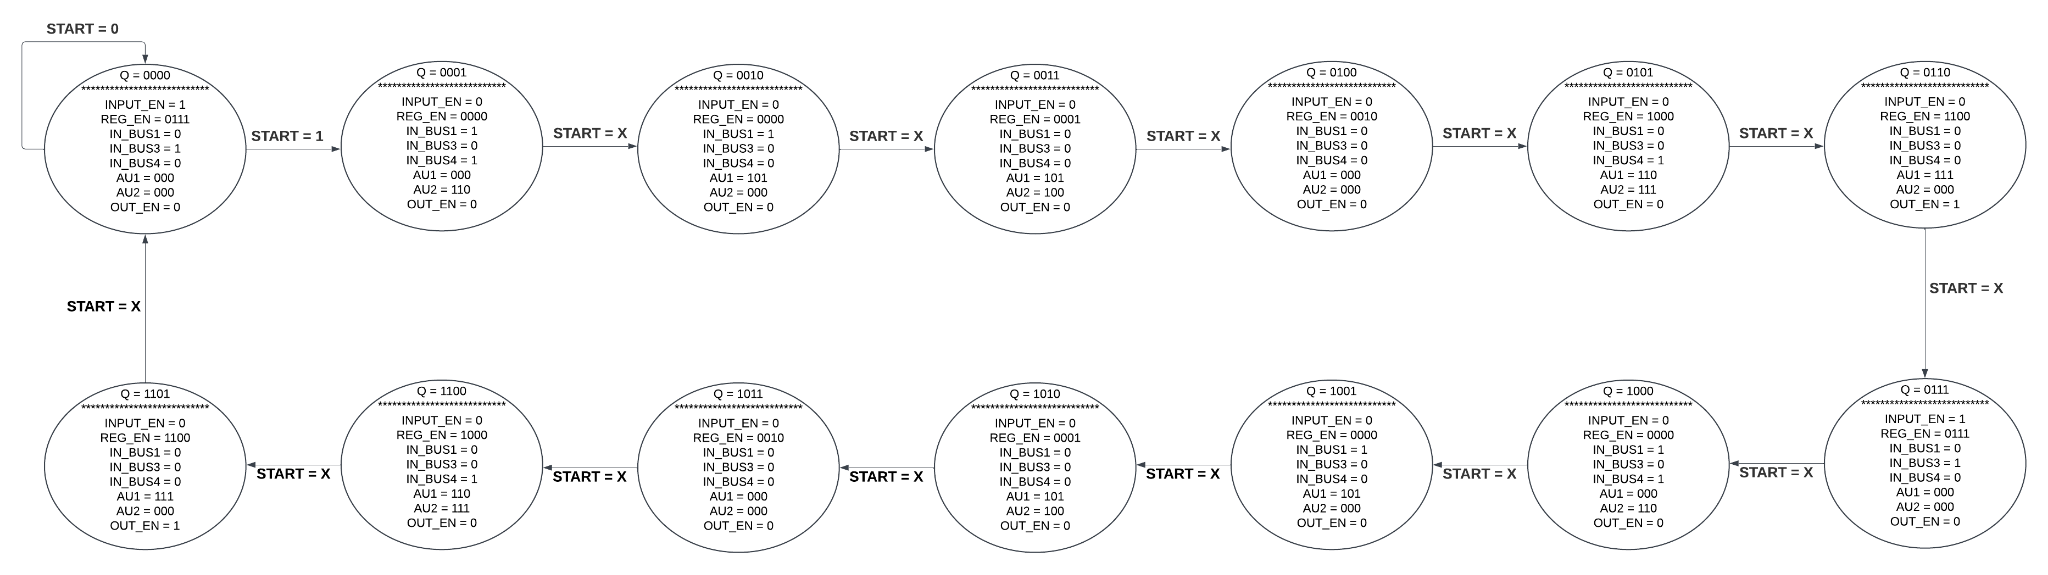 START = 0
Q = 0000
**************************
INPUT_EN = 1
REG_EN = 0111
IN_BUS1 = 0
IN_BUS3 = 1
IN_BUS4 = 0
AU1 = 000
AU2 = 000
OUT_EN = 0
START = 1
Q = 0001
**************************
INPUT_EN = 0
REG_EN = 0000
IN_BUS1 = 1
IN_BUS3 = 0
IN_BUS4 = 1
AU1 = 000
AU2 = 110
OUT_EN = 0
START = X
Q = 0010
**************************
INPUT_EN = 0
REG_EN = 0000
IN_BUS1 = 1
IN_BUS3 = 0
IN_BUS4 = 0
AU1 = 101
AU2 = 000
OUT_EN = 0
START = X
Q = 0011
**************************
INPUT_EN = 0
REG_EN = 0001
IN_BUS1 = 0
IN_BUS3 = 0
IN_BUS4 = 0
AU1 = 101
AU2 = 100
OUT_EN = 0
START = X
Q = 0100
**************************
INPUT_EN = 0
REG_EN = 0010
IN_BUS1 = 0
IN_BUS3 = 0
IN_BUS4 = 0
AU1 = 000
AU2 = 000
OUT_EN = 0
START = X
Q = 0101
**************************
INPUT_EN = 0
REG_EN = 1000
IN_BUS1 = 0
IN_BUS3 = 0
IN_BUS4 = 1
AU1 = 110
AU2 = 111
OUT_EN = 0
START = X
Q = 0110
**************************
INPUT_EN = 0
REG_EN = 1100
IN_BUS1 = 0
IN_BUS3 = 0
IN_BUS4 = 0
AU1 = 111
AU2 = 000
OUT_EN = 1
START = X
START = X
Q = 1101
**************************
INPUT_EN = 0
REG_EN = 1100
IN_BUS1 = 0
IN_BUS3 = 0
IN_BUS4 = 0
AU1 = 111
AU2 = 000
OUT_EN = 1
START = X
Q = 1100
**************************
INPUT_EN = 0
REG_EN = 1000
IN_BUS1 = 0
IN_BUS3 = 0
IN_BUS4 = 1
AU1 = 110
AU2 = 111
OUT_EN = 0
START = X
Q = 1011
**************************
INPUT_EN = 0
REG_EN = 0010
IN_BUS1 = 0
IN_BUS3 = 0
IN_BUS4 = 0
AU1 = 000
AU2 = 000
OUT_EN = 0
START = X
Q = 1010
**************************
INPUT_EN = 0
REG_EN = 0001
IN_BUS1 = 0
IN_BUS3 = 0
IN_BUS4 = 0
AU1 = 101
AU2 = 100
OUT_EN = 0
START = X
Q = 1001
**************************
INPUT_EN = 0
REG_EN = 0000
IN_BUS1 = 1
IN_BUS3 = 0
IN_BUS4 = 0
AU1 = 101
AU2 = 000
OUT_EN = 0
START = X
Q = 1000
**************************
INPUT_EN = 0
REG_EN = 0000
IN_BUS1 = 1
IN_BUS3 = 0
IN_BUS4 = 1
AU1 = 000
AU2 = 110
OUT_EN = 0
START = X
Q = 0111
**************************
INPUT_EN = 1
REG_EN = 0111
IN_BUS1 = 0
IN_BUS3 = 1
IN_BUS4 = 0
AU1 = 000
AU2 = 000
OUT_EN = 0